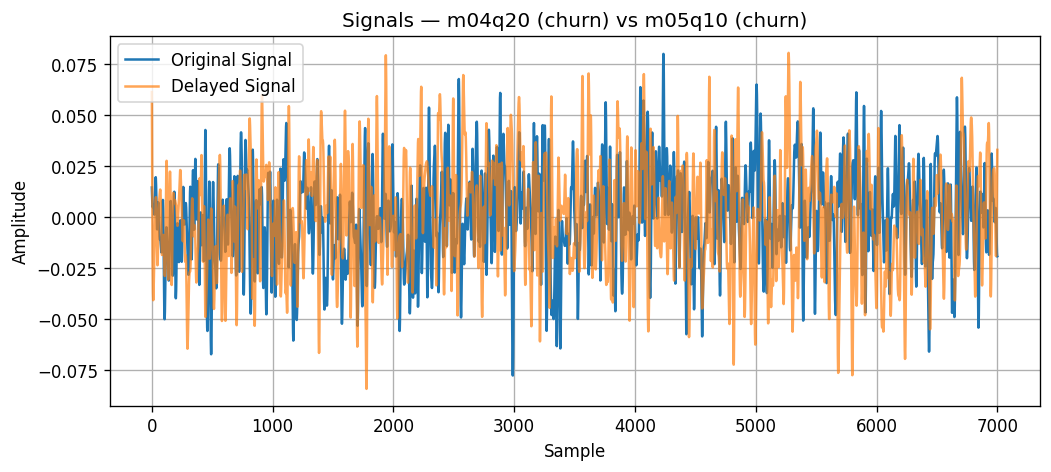 Signals — m04q20 (churn) vs m05q10 (churn)
Original Signal
Delayed Signal
0.075
0.050
0.025
0.000
−0.025
−0.050
−0.075
Amplitude
0 1000 2000 3000 4000 5000 6000 7000
Sample